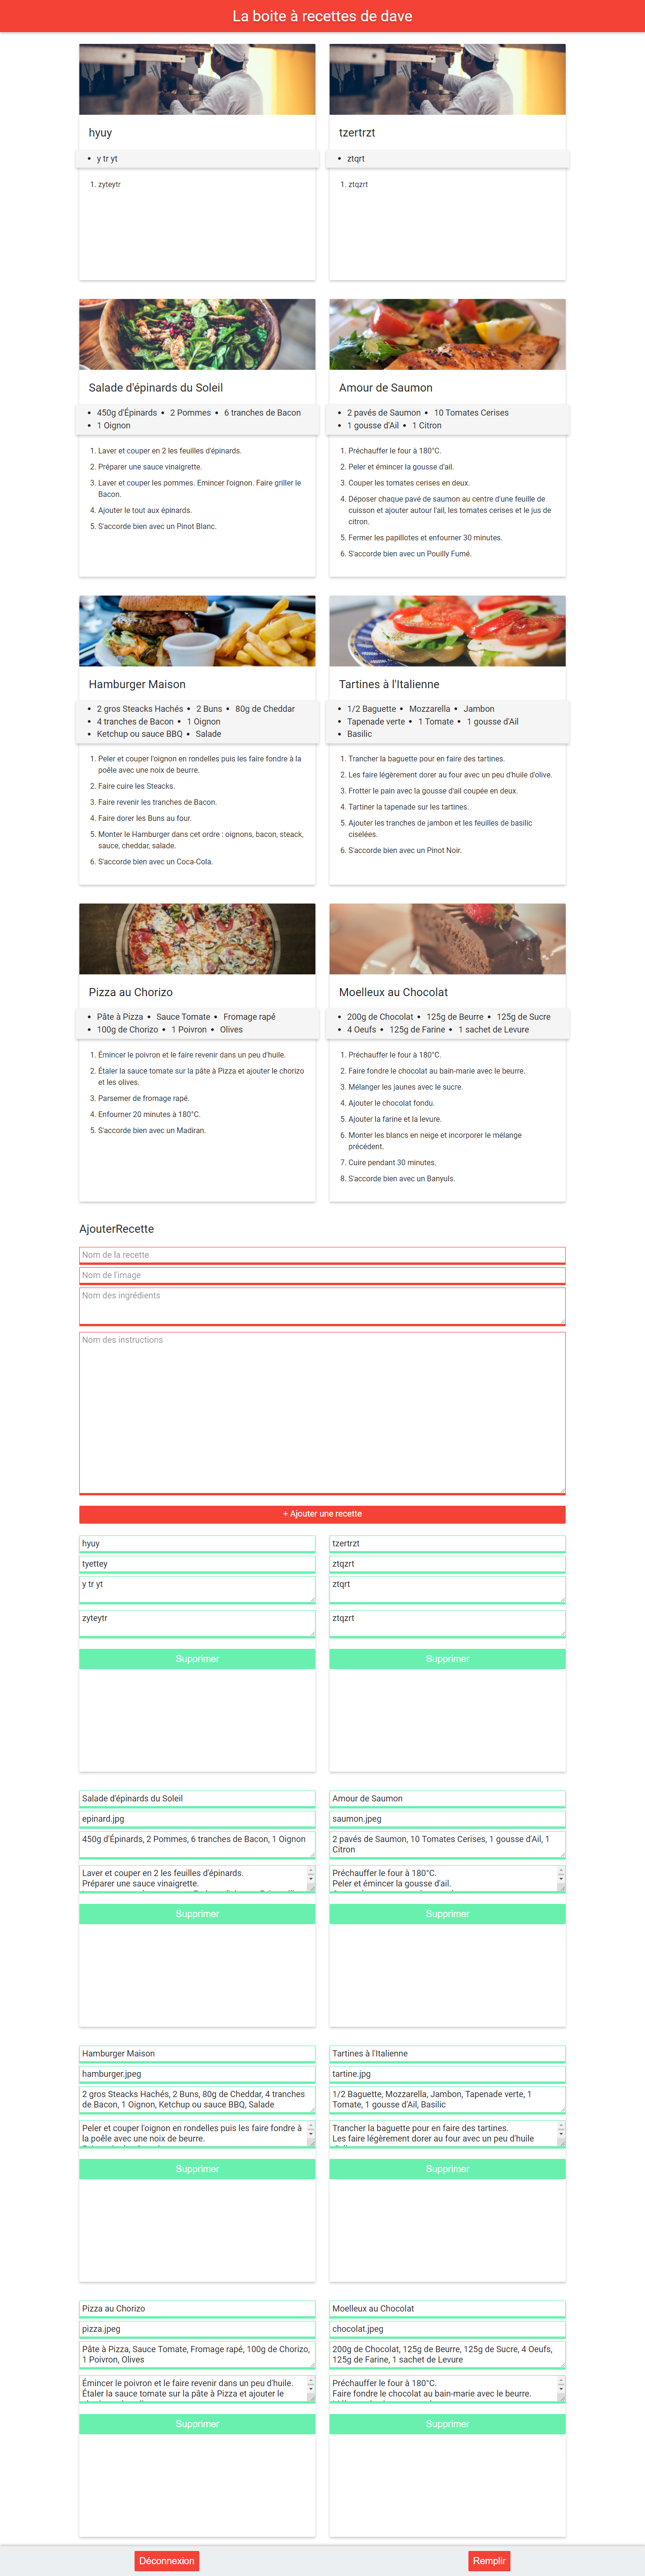 La boite à recettes de dave
hyuy
y tr yt
1. zyteytr
tzertrzt
ztqrt
1. ztqzrt
Salade d'épinards du Soleil
• 450g d'Épinards • 2 Pommes • 6 tranches de Bacon
• 1 Oignon
1. Laver et couper en 2 les feuilles d'épinards.
2. Préparer une sauce vinaigrette.
3. Laver et couper les pommes. Emincer l'oignon. Faire griller le
Bacon.
4. Ajouter le tout aux épinards.
5. S'accorde bien avec un Pinot Blanc.
Amour de Saumon
• 2 pavés de Saumon • 10 Tomates Cerises
• 1 gousse d'Ail • 1 Citron
1. Préchauffer le four à 180°C.
2. Peler et émincer la gousse d'ail.
3. Couper les tomates cerises en deux.
4. Déposer chaque pavé de saumon au centre d'une feuille de
cuisson et ajouter autour l'ail, les tomates cerises et le jus de
citron.
5. Fermer les papillotes et enfourner 30 minutes.
6. S'accorde bien avec un Pouilly Fumé.
Hamburger Maison
• 2 gros Steacks Hachés • 2 Buns • 80g de Cheddar
• 4 tranches de Bacon • 1 Oignon
• Ketchup ou sauce BBQ • Salade
1. Peler et couper l'oignon en rondelles puis les faire fondre à la
poêle avec une noix de beurre.
2. Faire cuire les Steacks.
3. Faire revenir les tranches de Bacon.
4. Faire dorer les Buns au four.
5. Monter le Hamburger dans cet ordre : oignons, bacon, steack,
sauce, cheddar, salade.
6. S'accorde bien avec un Coca-Cola.
Tartines à l'Italienne
• 1/2 Baguette • Mozzarella • Jambon
• Tapenade verte • 1 Tomate • 1 gousse d'Ail
• Basilic
1. Trancher la baguette pour en faire des tartines.
2. Les faire légèrement dorer au four avec un peu d'huile d'olive.
3. Frotter le pain avec la gousse d'ail coupée en deux.
4. Tartiner la tapenade sur les tartines.
5. Ajouter les tranches de jambon et les feuilles de basilic
ciselées.
6. S'accorde bien avec un Pinot Noir.
Pizza au Chorizo
• Pâte à Pizza • Sauce Tomate • Fromage rapé
• 100g de Chorizo • 1 Poivron • Olives
1. Émincer le poivron et le faire revenir dans un peu d'huile.
2. Étaler la sauce tomate sur la pâte à Pizza et ajouter le chorizo
et les olives.
3. Parsemer de fromage rapé.
4. Enfourner 20 minutes à 180°C.
5. S'accorde bien avec un Madiran.
Moelleux au Chocolat
• 200g de Chocolat • 125g de Beurre • 125g de Sucre
• 4 Oeufs • 125g de Farine • 1 sachet de Levure
1. Préchauffer le four à 180°C.
2. Faire fondre le chocolat au bain-marie avec le beurre.
3. Mélanger les jaunes avec le sucre.
4. Ajouter le chocolat fondu.
5. Ajouter la farine et la levure.
6. Monter les blancs en neige et incorporer le mélange
précédent.
7. Cuire pendant 30 minutes.
8. S'accorde bien avec un Banyuls.
AjouterRecette
Nom de la recette
Nom de l'image
Nom des ingrédients
Nom des instructions
+ Ajouter une recette
hyuy
tyettey
y tr yt
zyteytr
Supprimer
tzertrzt
ztqzrt
ztqrt
ztqzrt
Supprimer
Salade d'épinards du Soleil
epinard.jpg
450g d'Épinards, 2 Pommes, 6 tranches de Bacon, 1 Oignon
Laver et couper en 2 les feuilles d'épinards.
Préparer une sauce vinaigrette.
Supprimer
Amour de Saumon
saumon.jpeg
2 pavés de Saumon, 10 Tomates Cerises, 1 gousse d'Ail, 1
Citron
Préchauffer le four à 180°C.
Peler et émincer la gousse d'ail.
Supprimer
Hamburger Maison
hamburger.jpeg
2 gros Steacks Hachés, 2 Buns, 80g de Cheddar, 4 tranches
de Bacon, 1 Oignon, Ketchup ou sauce BBQ, Salade
Peler et couper l'oignon en rondelles puis les faire fondre à
la poêle avec une noix de beurre.
Supprimer
Tartines à l'Italienne
tartine.jpg
1/2 Baguette, Mozzarella, Jambon, Tapenade verte, 1
Tomate, 1 gousse d'Ail, Basilic
Trancher la baguette pour en faire des tartines.
Les faire légèrement dorer au four avec un peu d'huile
Supprimer
Pizza au Chorizo
pizza.jpeg
Pâte à Pizza, Sauce Tomate, Fromage rapé, 100g de Chorizo,
1 Poivron, Olives
Émincer le poivron et le faire revenir dans un peu d'huile.
Étaler la sauce tomate sur la pâte à Pizza et ajouter le
Supprimer
Moelleux au Chocolat
chocolat.jpeg
200g de Chocolat, 125g de Beurre, 125g de Sucre, 4 Oeufs,
125g de Farine, 1 sachet de Levure
Préchauffer le four à 180°C.
Faire fondre le chocolat au bain-marie avec le beurre.
Supprimer
Déconnexion
Remplir